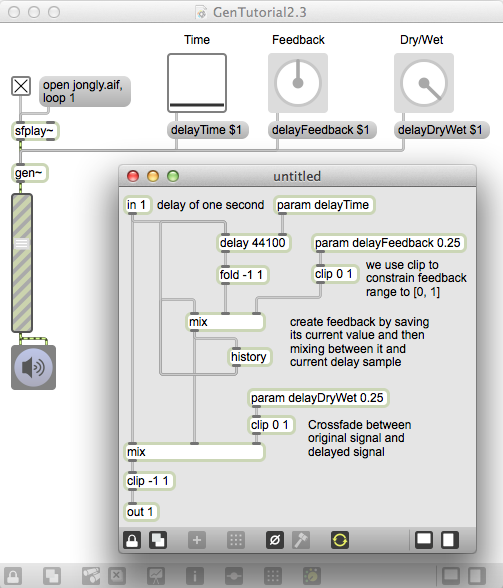 GenTutorial2.3
Time
Feedback
Dry/Wet
open jongly.aif,
loop 1
sfplay~
delayTime $1
delayFeedback $1
delayDryWet $1
gen~
untitled
in 1
delay of one second
param delayTime
delay 44100
param delayFeedback 0.25
fold -1 1
clip 0 1
we use clip to
constrain feedback
range to [0, 1]
mix
create feedback by saving
its current value and then
mixing between it and
current delay sample
history
param delayDryWet 0.25
clip 0 1
Crossfade between
original signal and
delayed signal
mix
clip -1 1
out 1